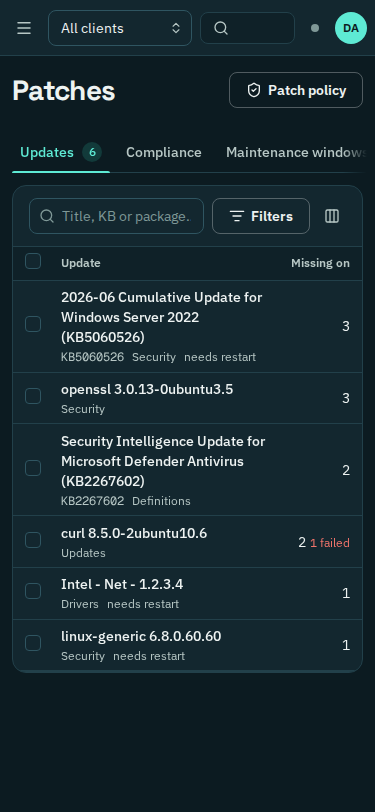 All clients
DA
Patches
Patch policy
Updates 6 Compliance Maintenance windows
Title, KB or package.
Filters
Update Missing on
2026-06 Cumulative Update for
Windows Server 2022
(KB5060526)
3
KB5060526 Security needs restart
openssl 3.0.13-0ubuntu3.5
3
Security
Security Intelligence Update for
Microsoft Defender Antivirus
(KB2267602)
2
KB2267602 Definitions
curl 8.5.0-2ubuntu10.6
2 1 failed
Updates
Intel - Net - 1.2.3.4
1
Drivers needs restart
linux-generic 6.8.0.60.60
1
Security needs restart